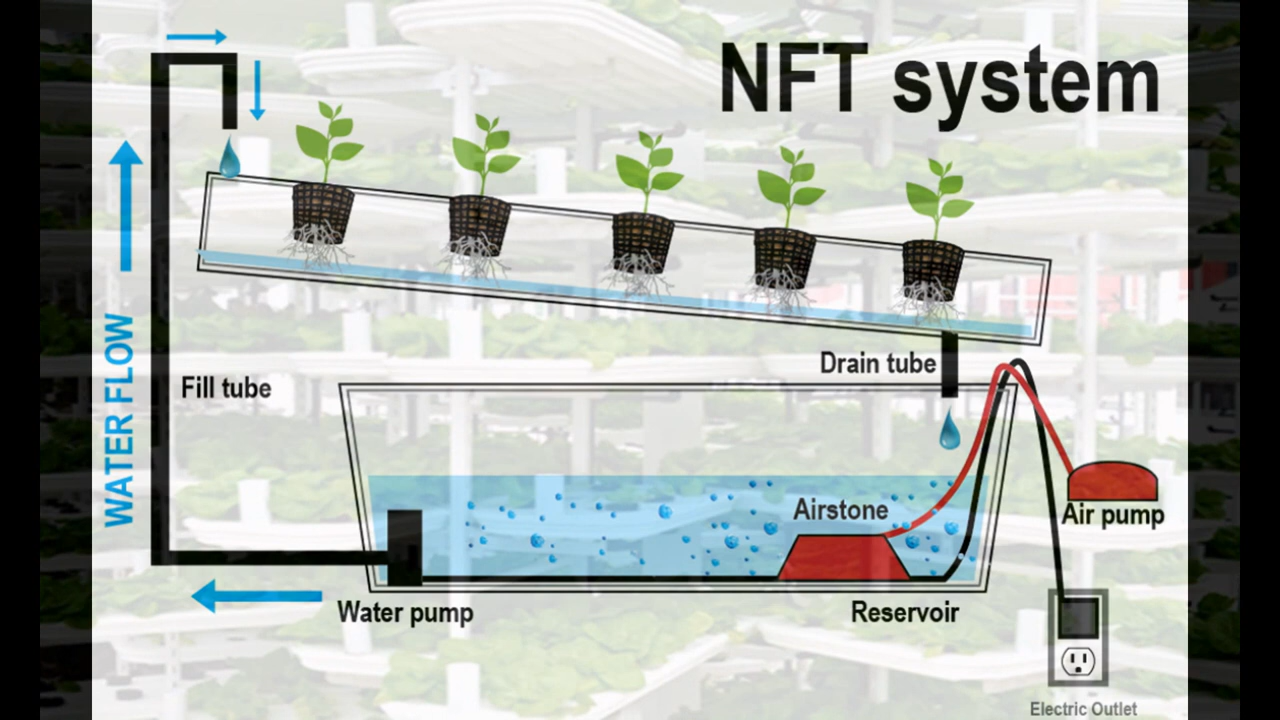 NFT system
WATER FLOW
Fill tube
Drain tube
Airstone
Air pump
Water pump
Reservoir
Electric Outlet